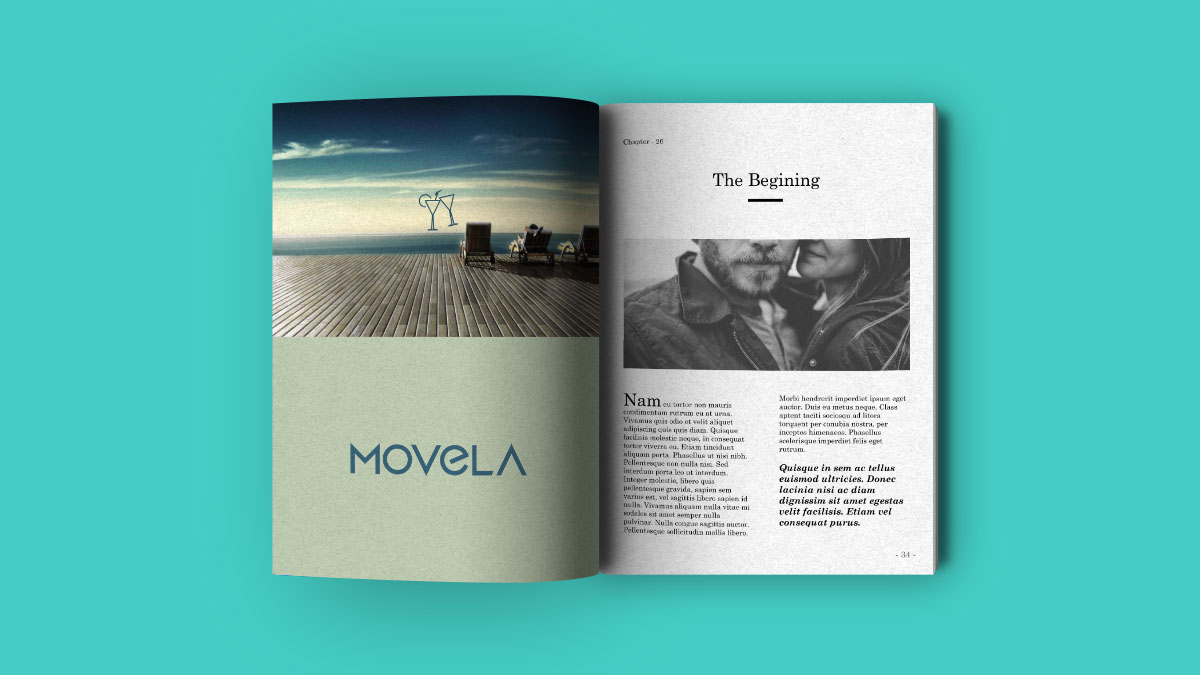 MOVELA
Chapter - 26
The Begining
Nam eu tortor non mauris
condimentum rutrum eu ut urna.
Vivamus quis odio et velit aliquet
adipiscing quis quis diam. Quisque
facilisis molestie neque, in consequat
tortor viverra eu. Etiam tincidunt
aliquam porta. Phasellus ut nisi nibh.
Pellentesque non nulla nisi. Sed
interdum porta leo ut interdum.
Integer molestie, libero quis
pellentesque gravida, sapien sem
varius est, vel sagittis libero sapien id
nulla. Vivamus aliquam nulla vitae mi
sodales sit amet semper nulla
pulvinar. Nulla congue sagittis auctor.
Pellentesque sollicitudin mollis libero.
Morbi hendrerit imperdiet ipsum eget
auctor. Duis eu metus neque. Class
aptent taciti sociosqu ad litora
torquent per conubia nostra, per
inceptos himenaeos. Phasellus
scelerisque imperdiet felis eget
rutrum.
Quisque in sem ac tellus
euismod ultricies. Donec
lacinia nisi ac diam
dignissim sit amet egestas
velit facilisis. Etiam vel
consequat purus.
- 34 -